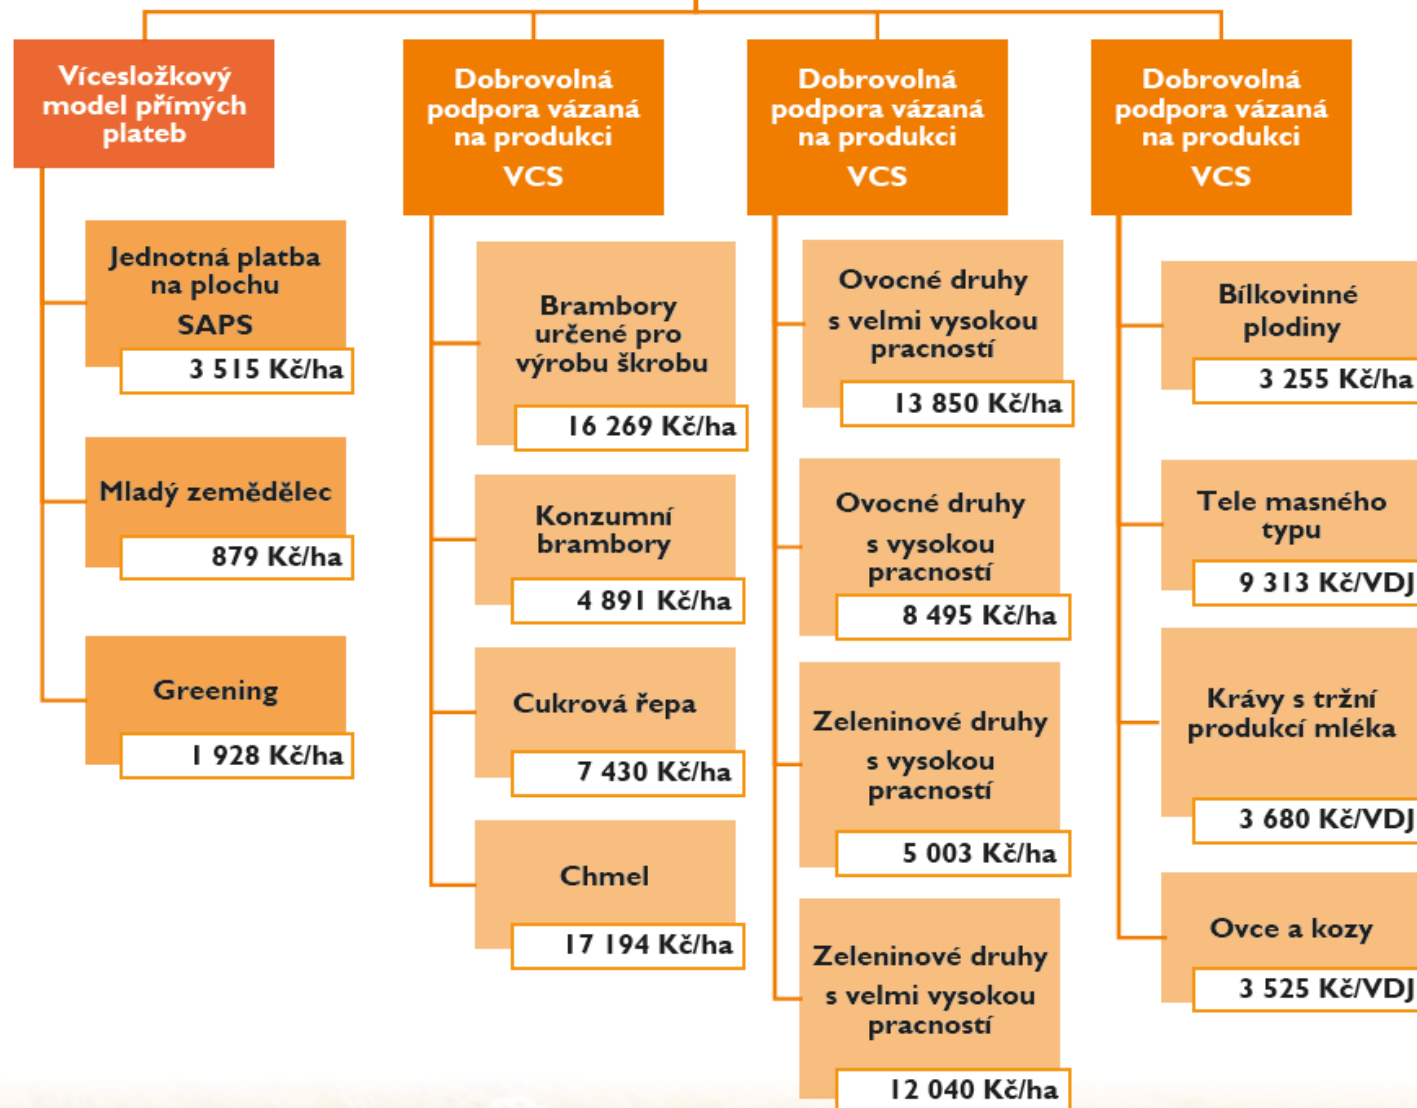 Vícesložkový
model přímých
plateb
Jednotná platba
na plochu
SAPS
3 515 Kč/ha
Mladý zemědělec
879 Kč/ha
Greening
1 928 Kč/ha
Dobrovolná
podpora vázaná
na produkci
VCS
Brambory
určené pro
výrobu škrobu
16 269 Kč/ha
Konzumní
brambory
4 891 Kč/ha
Cukrová řepa
7 430 Kč/ha
Chmel
17 194 Kč/ha
Dobrovolná
podpora vázaná
na produkci
VCS
Ovocné druhy
s velmi vysokou
pracností
13 850 Kč/ha
Ovocné druhy
s vysokou
pracností
8 495 Kč/ha
Zeleninové druhy
s vysokou
pracností
5 003 Kč/ha
Zeleninové druhy
s velmi vysokou
pracností
12 040 Kč/ha
Dobrovolná
podpora vázaná
na produkci
VCS
Bílkovinné
plodiny
3 255 Kč/ha
Tele masného
typu
9 313 Kč/VDJ
Krávy s tržní
produkcí mléka
3 680 Kč/VDJ
Ovce a kozy
3 525 Kč/VDJ